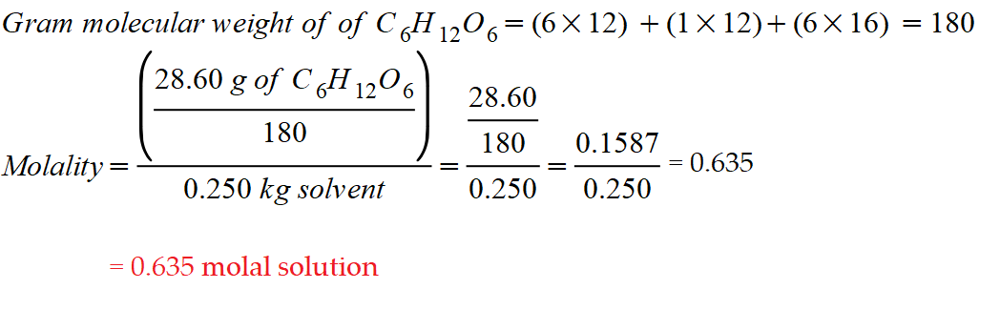 Gram molecular weight of of C₆H₁₂O₆ = (6 × 12) + (1 × 12) + (6 × 16) = 180
28.60 g of C₆H₁₂O₆
28.60
180
180
0.1587
Molality =
=
=
= 0.635
0.250 kg solvent
0.250
0.250
= 0.635 molal solution